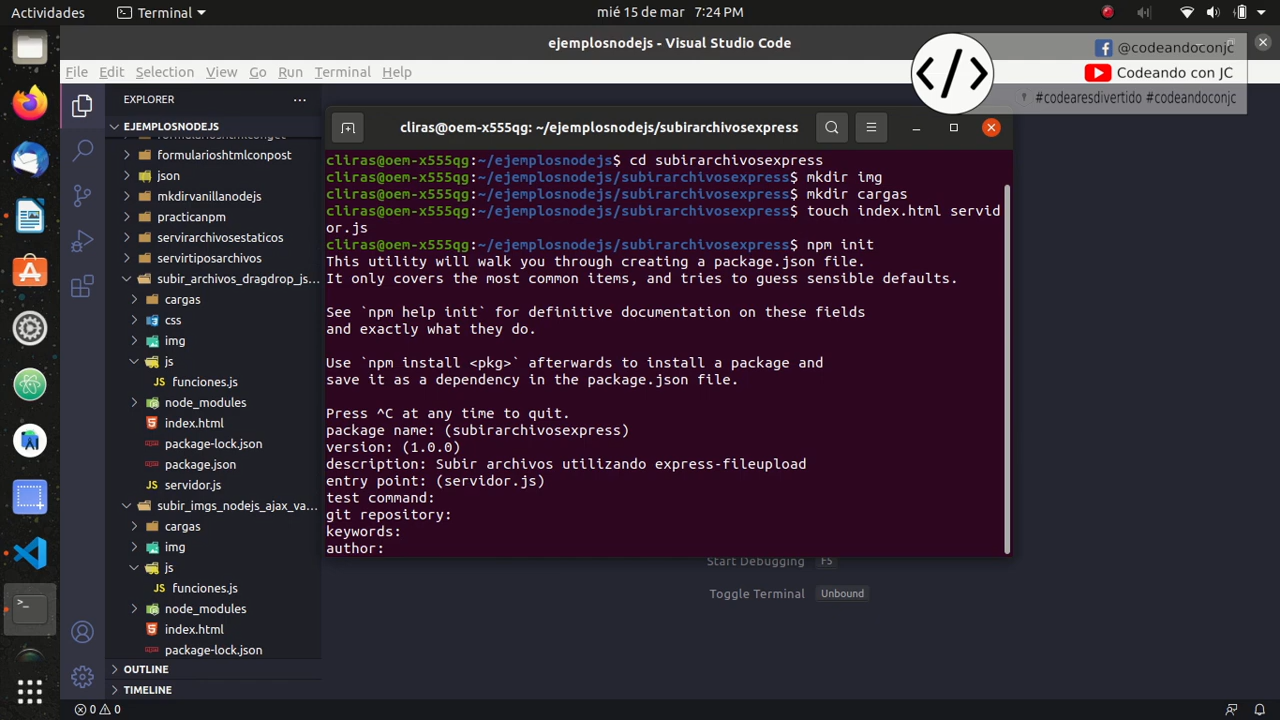 Actividades
Terminal
mié 15 de mar 7:24 PM
ejemplosnodejs - Visual Studio Code
@codeandoconjc
Codeando con JC
#codearesdivertido #codeandoconjc
File Edit Selection View Go Run Terminal Help
EXPLORER
EJEMPLOSNODEJS
formulariohtmlconpost
json
mkdirvanillanodejs
practicanpm
servirarchivosestaticos
servirtiposarchivos
subir_archivos_dragdrop_js...
cargas
css
img
js
JS funciones.js
node_modules
index.html
package-lock.json
package.json
JS servidor.js
subir_imgs_nodejs_ajax_va...
cargas
img
js
JS funciones.js
node_modules
index.html
package-lock.json
OUTLINE
TIMELINE
0 0
cliras@oem-x555qg: ~/ejemplosnodejs/subirarchivosexpress
cliras@oem-x555qg:~/ejemplosnodejs$ cd subirarchivosexpress
cliras@oem-x555qg:~/ejemplosnodejs/subirarchivosexpress$ mkdir img
cliras@oem-x555qg:~/ejemplosnodejs/subirarchivosexpress$ mkdir cargas
cliras@oem-x555qg:~/ejemplosnodejs/subirarchivosexpress$ touch index.html servid
or.js
cliras@oem-x555qg:~/ejemplosnodejs/subirarchivosexpress$ npm init
This utility will walk you through creating a package.json file.
It only covers the most common items, and tries to guess sensible defaults.
See `npm help init` for definitive documentation on these fields
and exactly what they do.
Use `npm install <pkg>` afterwards to install a package and
save it as a dependency in the package.json file.
Press ^C at any time to quit.
package name: (subirarchivosexpress)
version: (1.0.0)
description: Subir archivos utilizando express-fileupload
entry point: (servidor.js)
test command:
git repository:
keywords:
author:
Start Debugging F5
Toggle Terminal Unbound